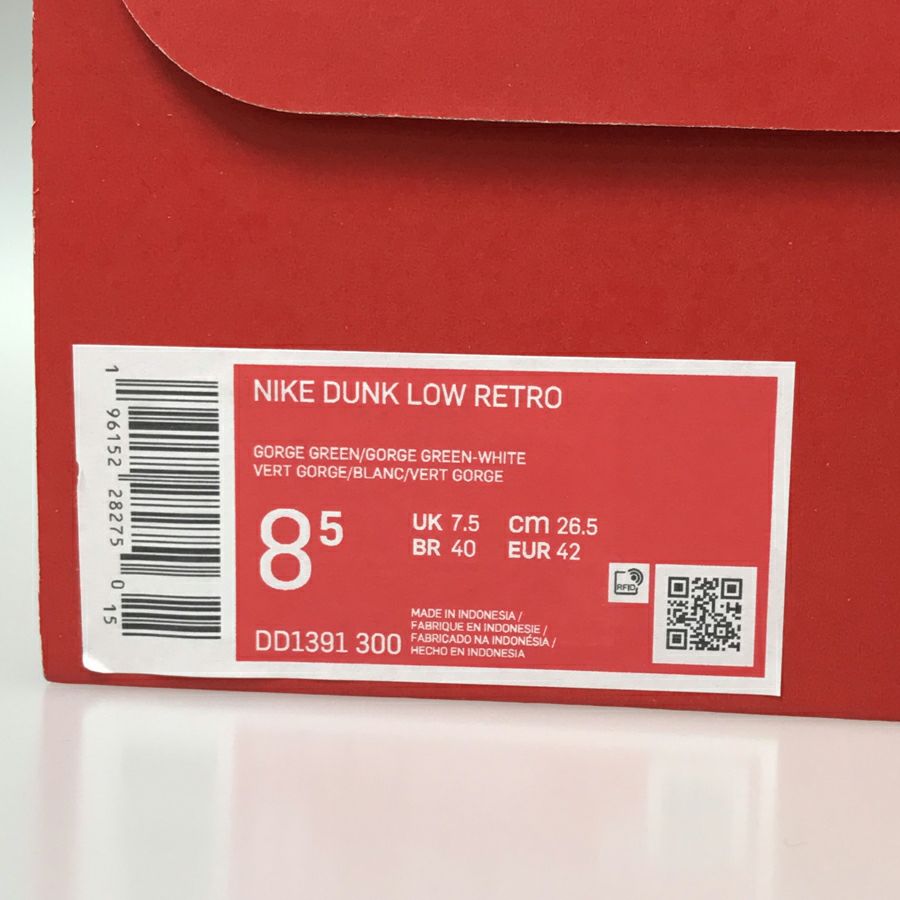 1 96152 28275 0 15
NIKE DUNK LOW RETRO
GORGE GREEN/GORGE GREEN-WHITE
VERT GORGE/BLANC/VERT GORGE
8⁵
UK 7.5 cm 26.5
BR 40 EUR 42
RFID
DD1391 300
MADE IN INDONESIA /
FABRIQUE EN INDONESIE /
FABRICADO NA INDONÉSIA /
HECHO EN INDONESIA